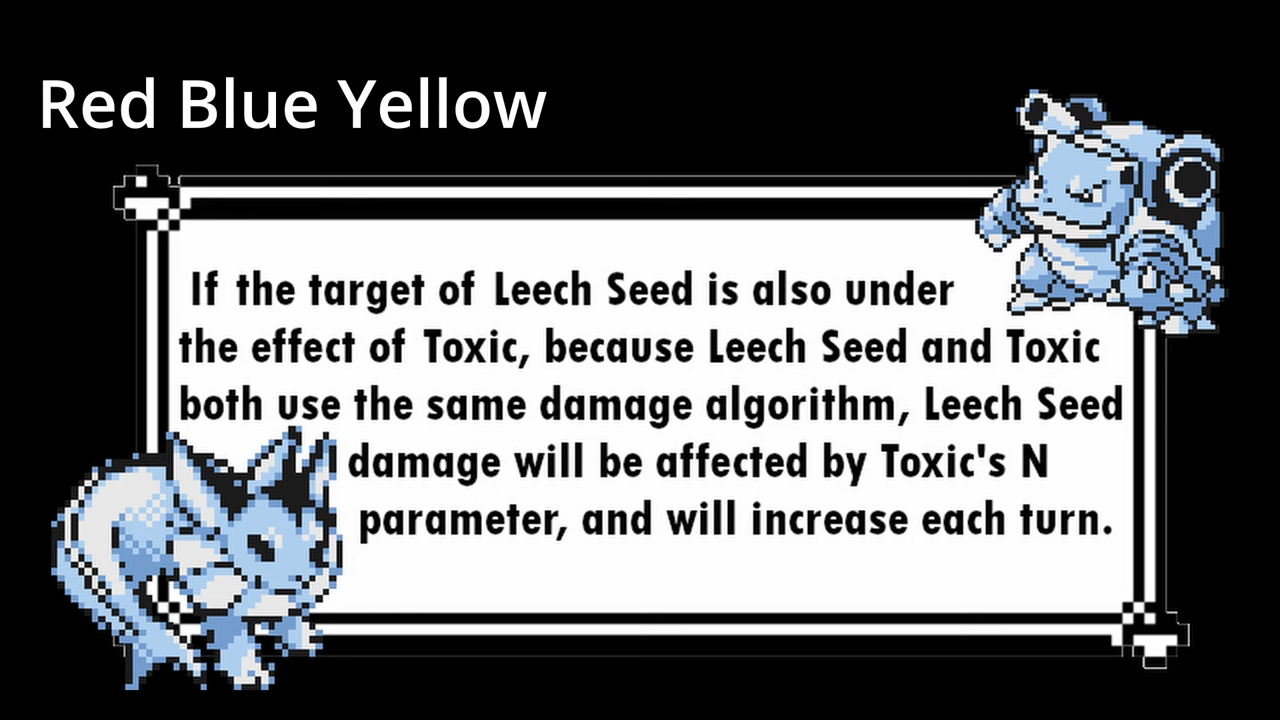 Red Blue Yellow
If the target of Leech Seed is also under
the effect of Toxic, because Leech Seed and Toxic
both use the same damage algorithm, Leech Seed
damage will be affected by Toxic's N
parameter, and will increase each turn.